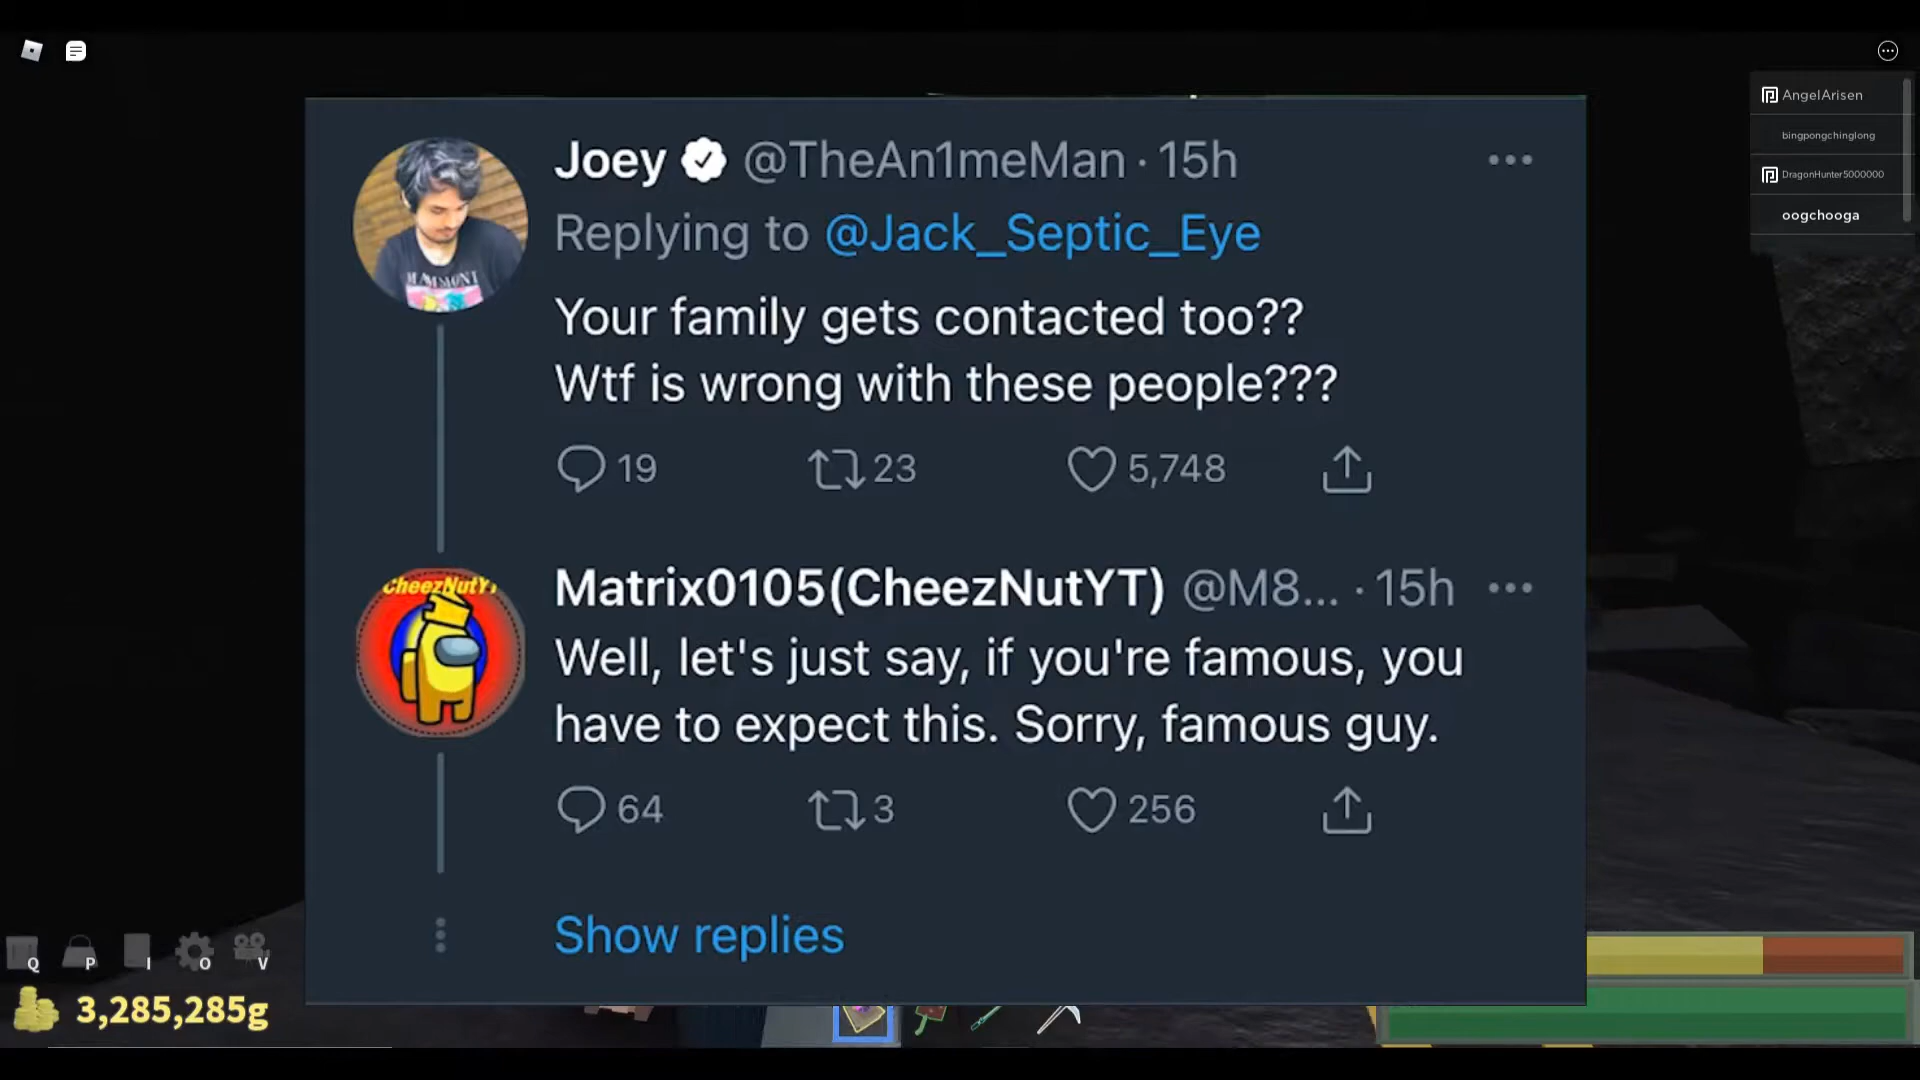 AngelArisen
bingpongchinglong
DragonHunter5000000
oogchooga
Joey @TheAn1meMan · 15h
Replying to @Jack_Septic_Eye
Your family gets contacted too??
Wtf is wrong with these people???
19 23 5,748
CheezNutYT
Matrix0105(CheezNutYT) @M8... · 15h
Well, let's just say, if you're famous, you
have to expect this. Sorry, famous guy.
64 3 256
Show replies
Q P I O V
3,285,285g